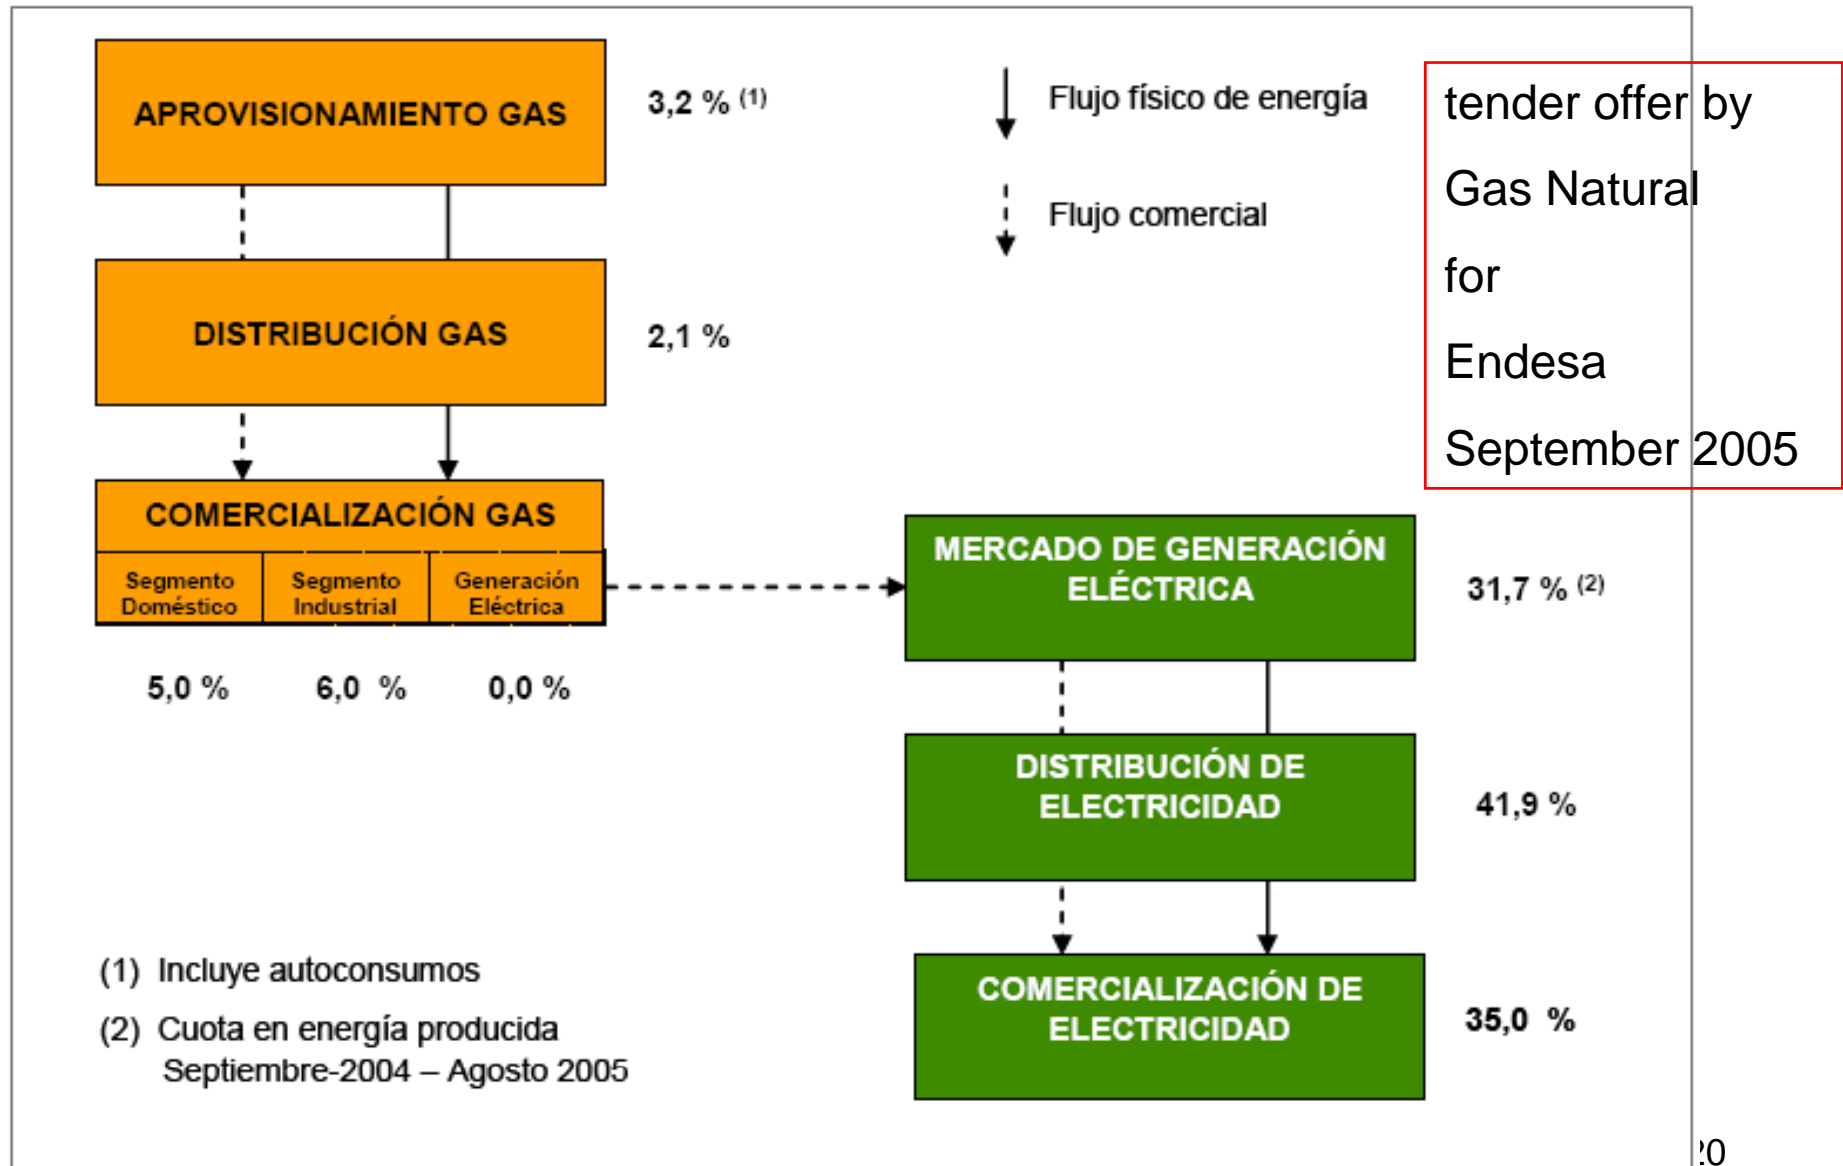 APROVISIONAMIENTO GAS
3,2 % (1)
Flujo físico de energía
Flujo comercial
tender offer by
Gas Natural
for
Endesa
September 2005
DISTRIBUCIÓN GAS
2,1 %
COMERCIALIZACIÓN GAS
Segmento
Doméstico
Segmento
Industrial
Generación
Eléctrica
5,0 %
6,0 %
0,0 %
MERCADO DE GENERACIÓN
ELÉCTRICA
31,7 % (2)
DISTRIBUCIÓN DE
ELECTRICIDAD
41,9 %
COMERCIALIZACIÓN DE
ELECTRICIDAD
35,0 %
(1) Incluye autoconsumos
(2) Cuota en energía producida
Septiembre-2004 – Agosto 2005